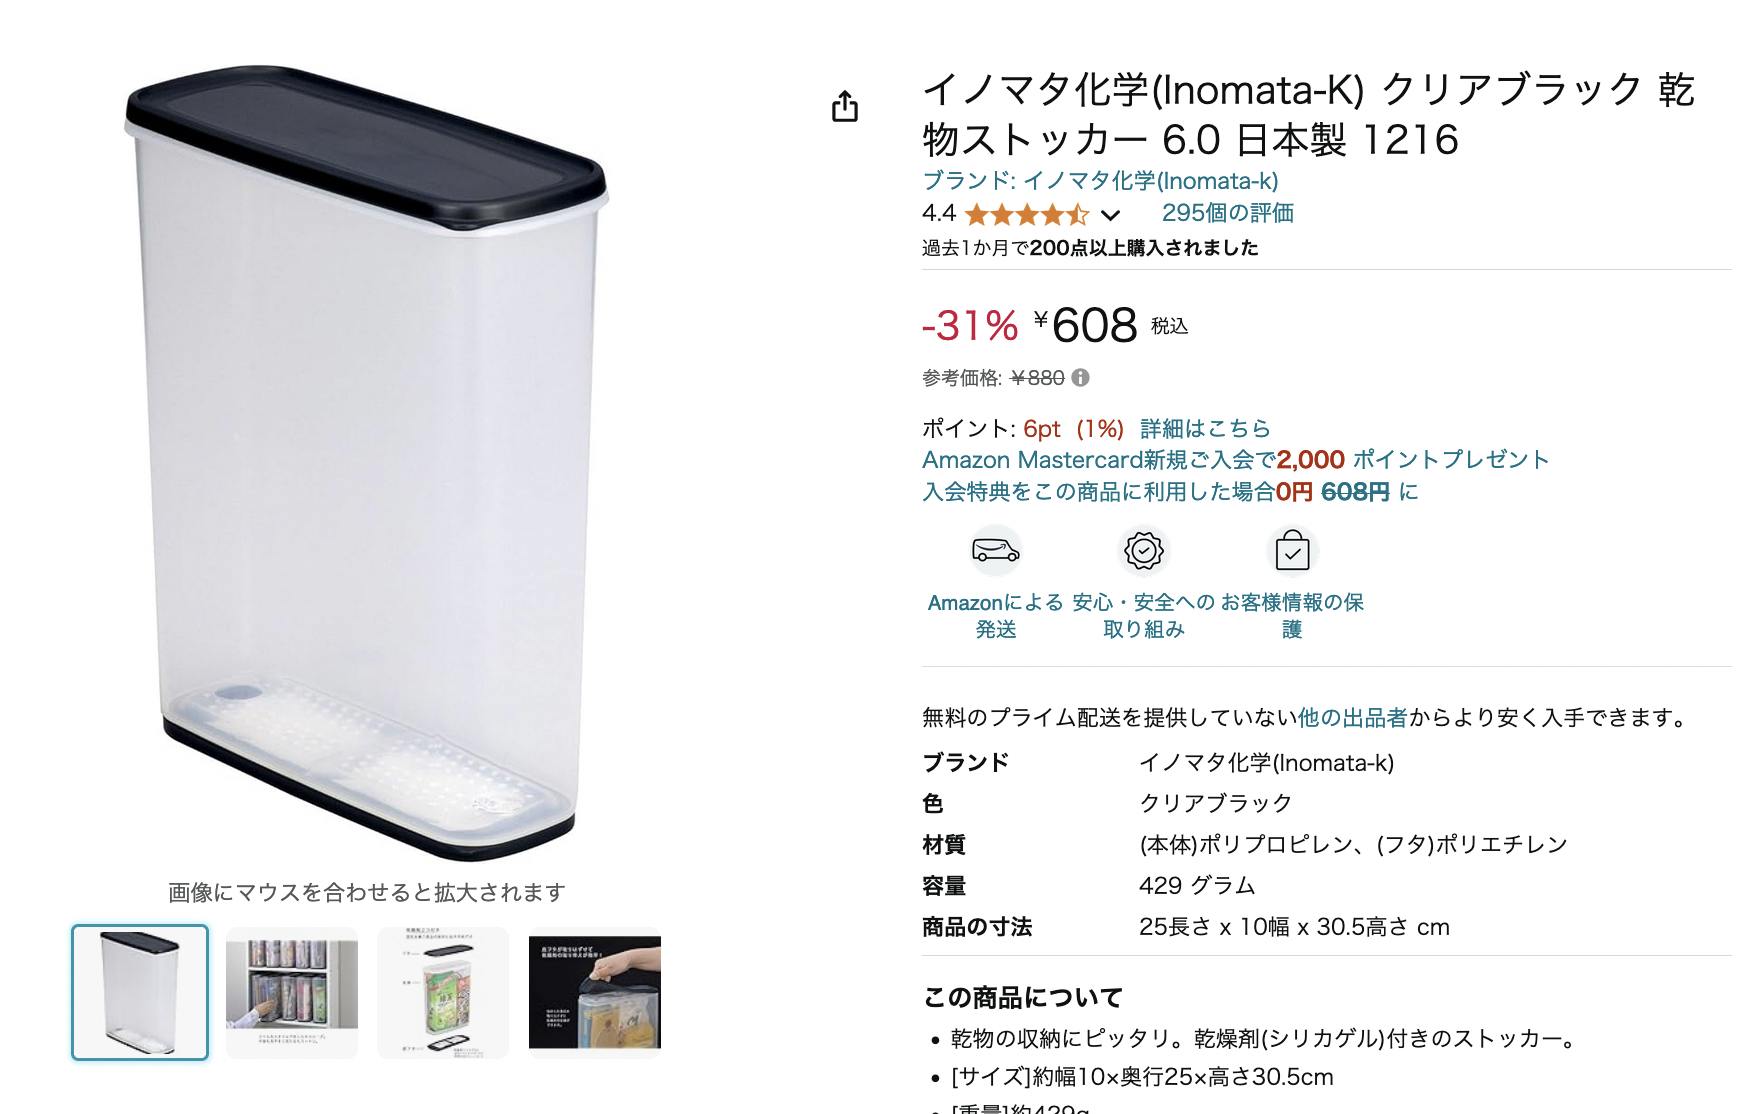 イノマタ化学(Inomata-K) クリアブラック 乾
物ストッカー 6.0 日本製 1216
ブランド: イノマタ化学(Inomata-k)
4.4 295個の評価
過去1か月で200点以上購入されました
-31% ¥608 税込
参考価格: ¥880
ポイント: 6pt (1%) 詳細はこちら
Amazon Mastercard新規ご入会で2,000 ポイントプレゼント
入会特典をこの商品に利用した場合0円 608円 に
Amazonによる発送
安心・安全への取り組み
お客様情報の保護
無料のプライム配送を提供していない他の出品者からより安く入手できます。
ブランド イノマタ化学(Inomata-k)
色 クリアブラック
材質 (本体)ポリプロピレン、(フタ)ポリエチレン
容量 429 グラム
商品の寸法 25長さ x 10幅 x 30.5高さ cm
この商品について
乾物の収納にピッタリ。乾燥剤(シリカゲル)付きのストッカー。
[サイズ]約幅10×奥行25×高さ30.5cm
[重量]約429g
画像にマウスを合わせると拡大されます